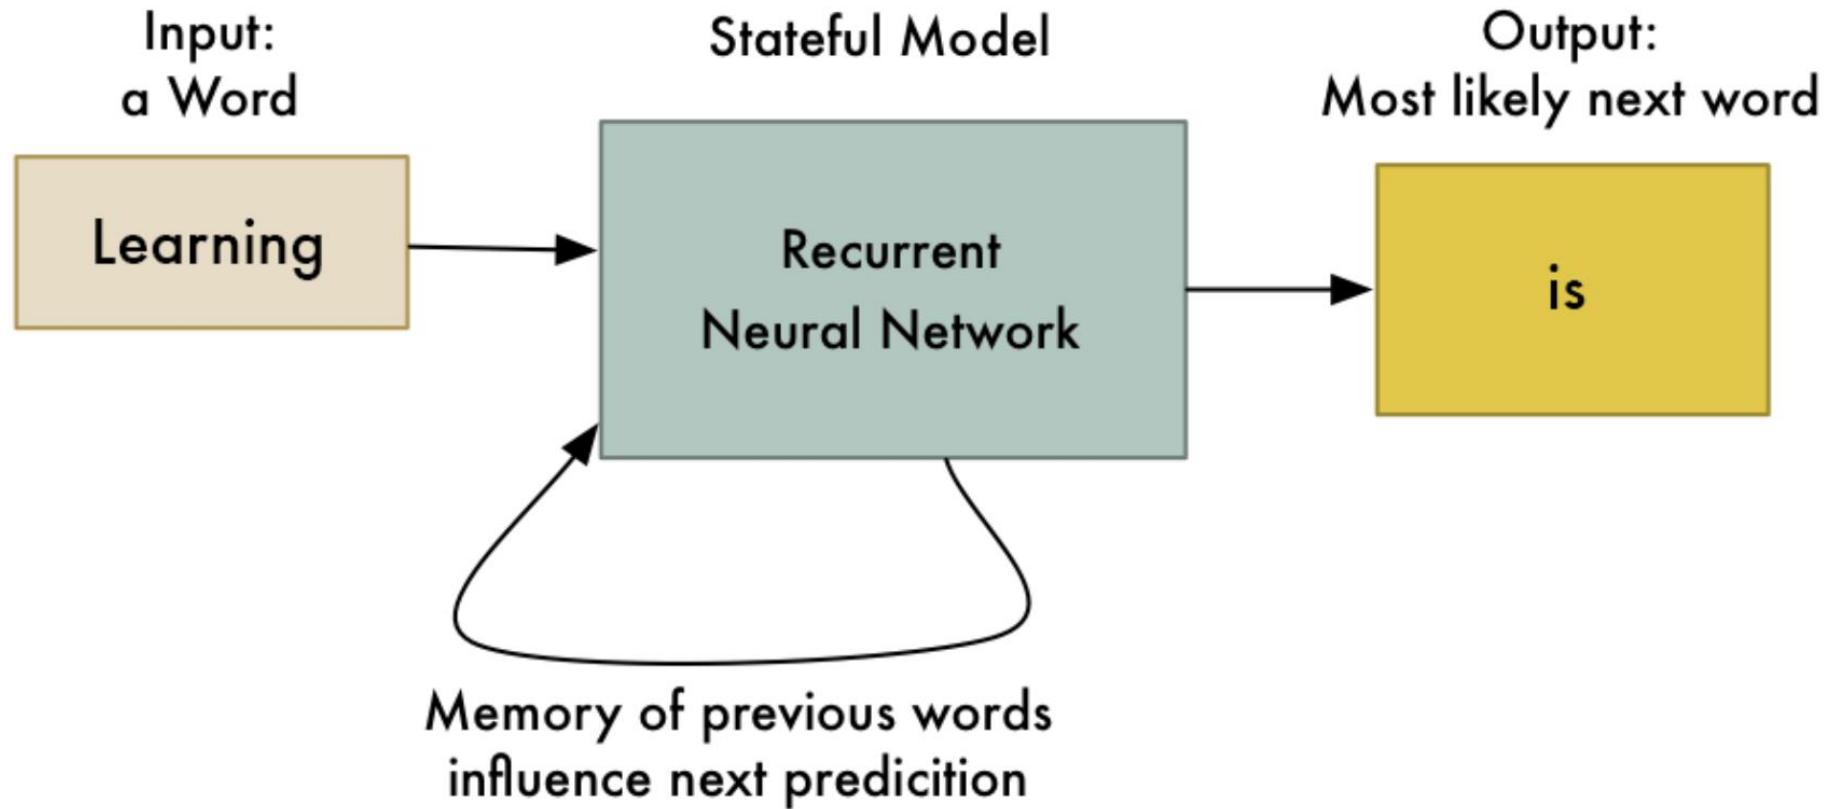 Input:
a Word
Stateful Model
Output:
Most likely next word
Learning
Recurrent
Neural Network
is
Memory of previous words
influence next predicition